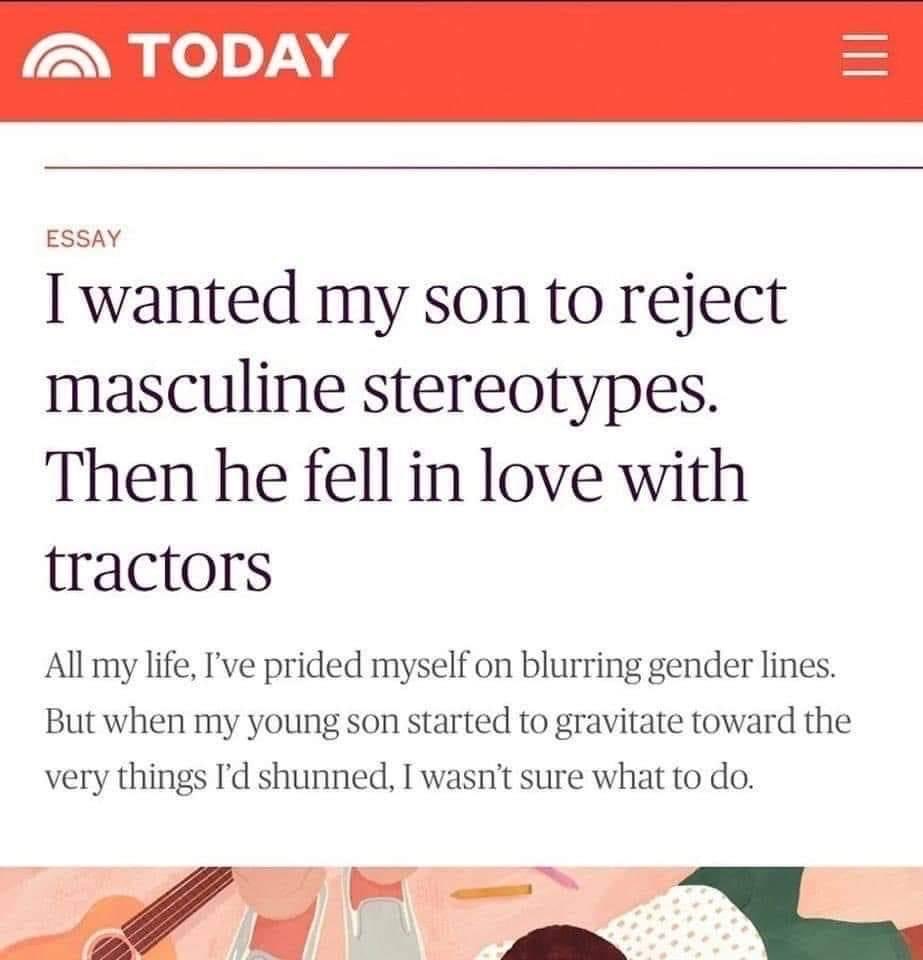 TODAY
ESSAY
I wanted my son to reject
masculine stereotypes.
Then he fell in love with
tractors
All my life, I’ve prided myself on blurring gender lines.
But when my young son started to gravitate toward the
very things I’d shunned, I wasn’t sure what to do.